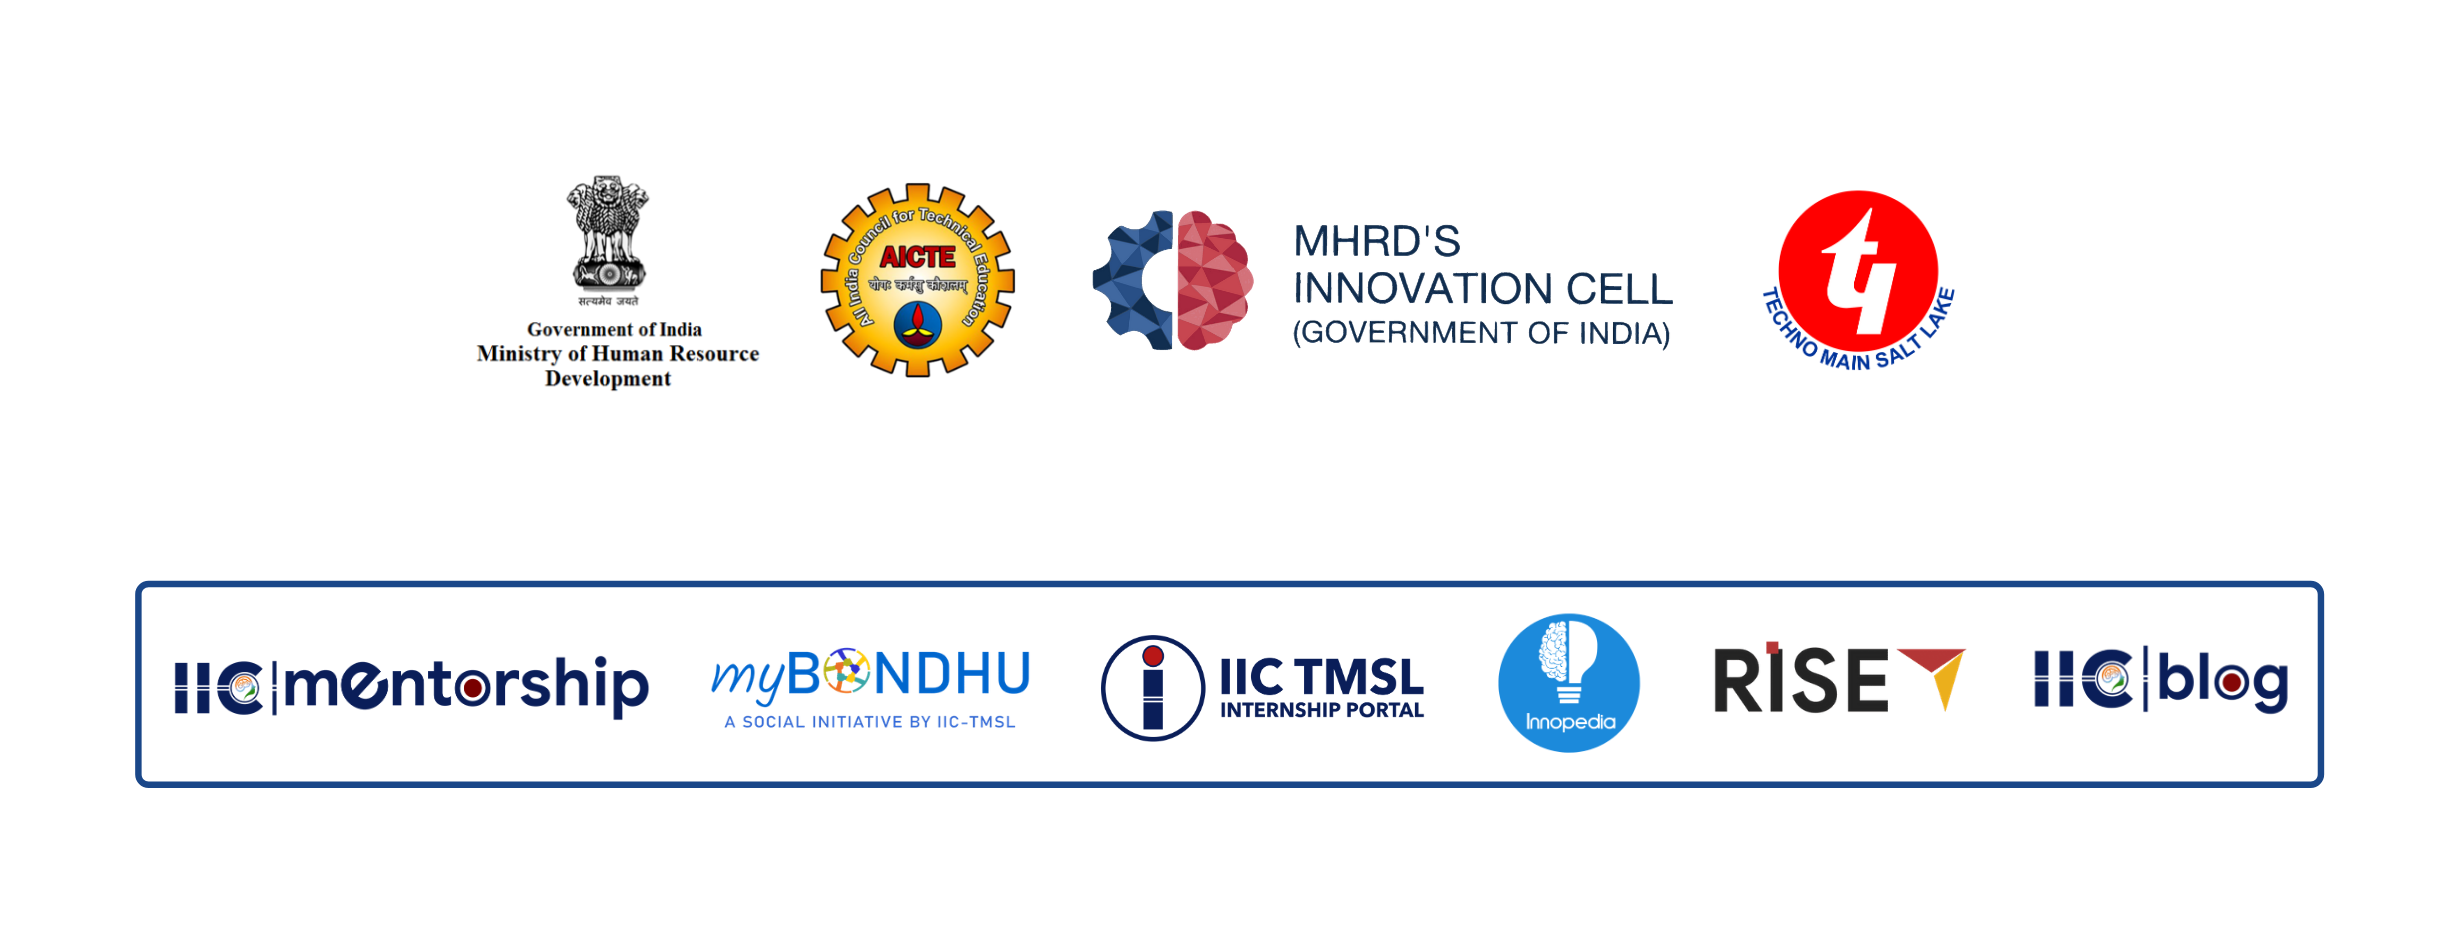 सत्यमेव जयते
Government of India
Ministry of Human Resource
Development
All India Council for Technical Education
AICTE
योगः कर्मसु कौशलम्
MHRD'S
INNOVATION CELL
(GOVERNMENT OF INDIA)
TECHNO MAIN SALT LAKE
IIC mentorship
myBONDHU
A SOCIAL INITIATIVE BY IIC-TMSL
IIC TMSL
INTERNSHIP PORTAL
Innopedia
RISE
IIC blog